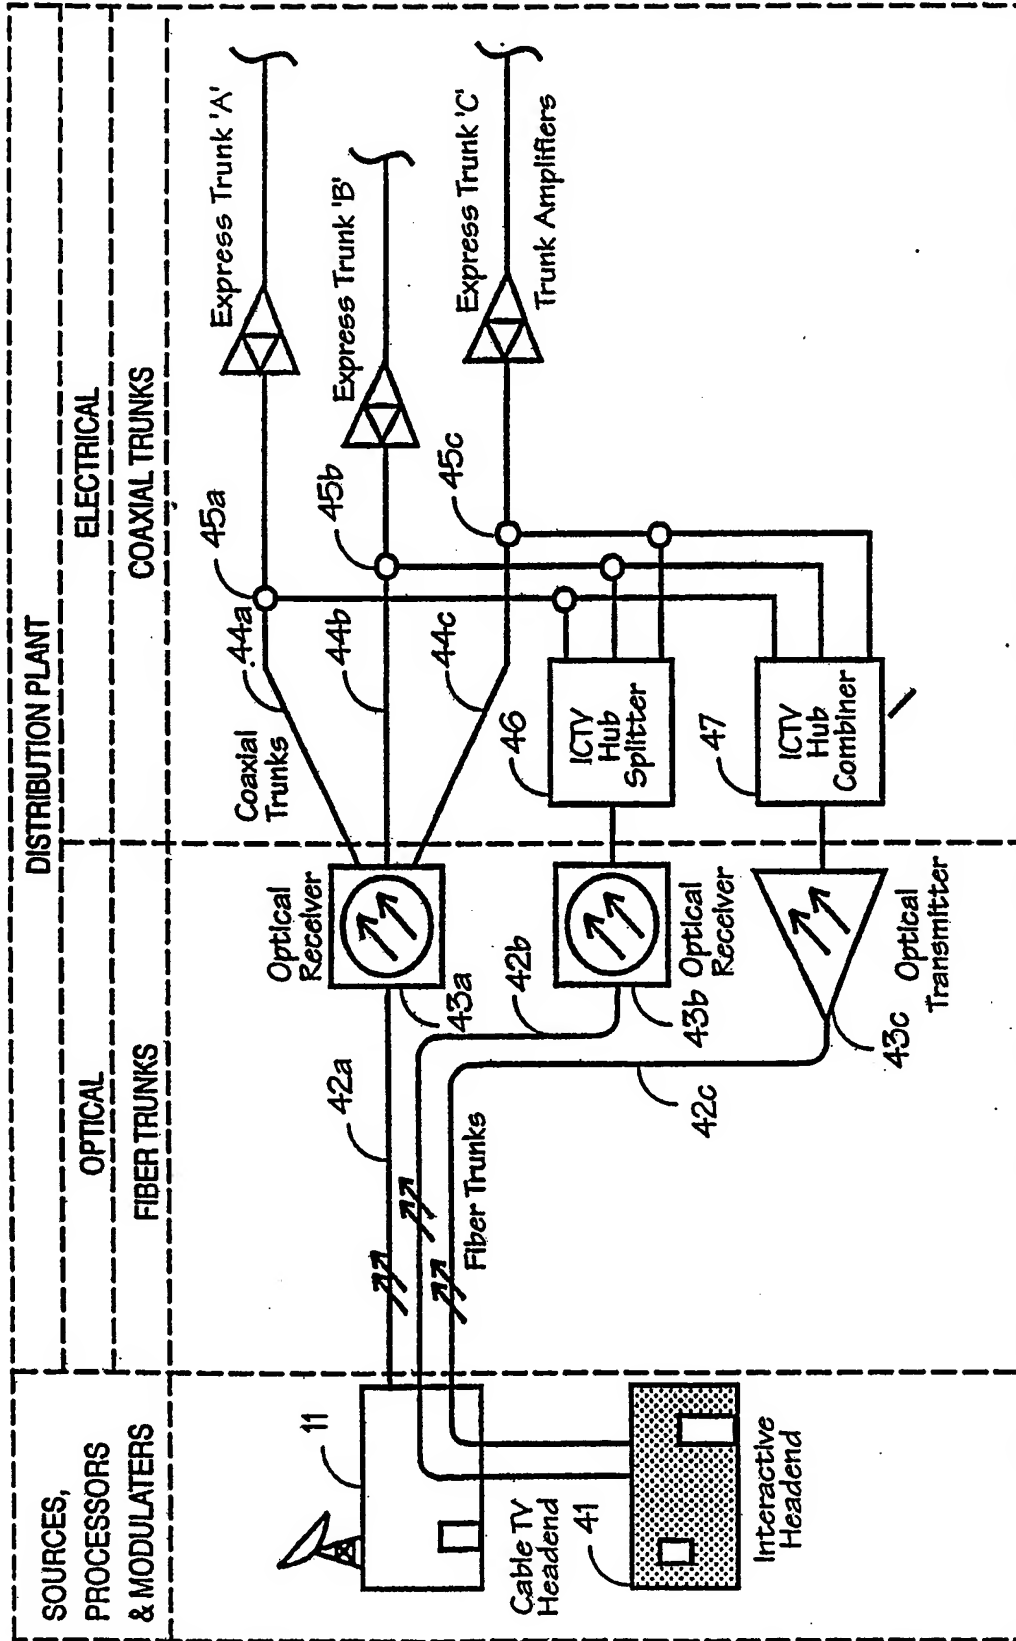 DISTRIBUTION PLANT
SOURCES,
PROCESSORS
& MODULATERS
OPTICAL
ELECTRICAL
FIBER TRUNKS
COAXIAL TRUNKS
11
Cable TV
Headend
41
Interactive
Headend
42a
Fiber Trunks
42b
42c
Optical
Receiver
43a
Optical
Receiver
43b
Optical
Transmitter
43c
Coaxial
Trunks
44a
44b
44c
45a
45b
45c
46
ICTV
Hub
Splitter
47
ICTV
Hub
Combiner
Express Trunk 'A'
Express Trunk 'B'
Express Trunk 'C'
Trunk Amplifiers